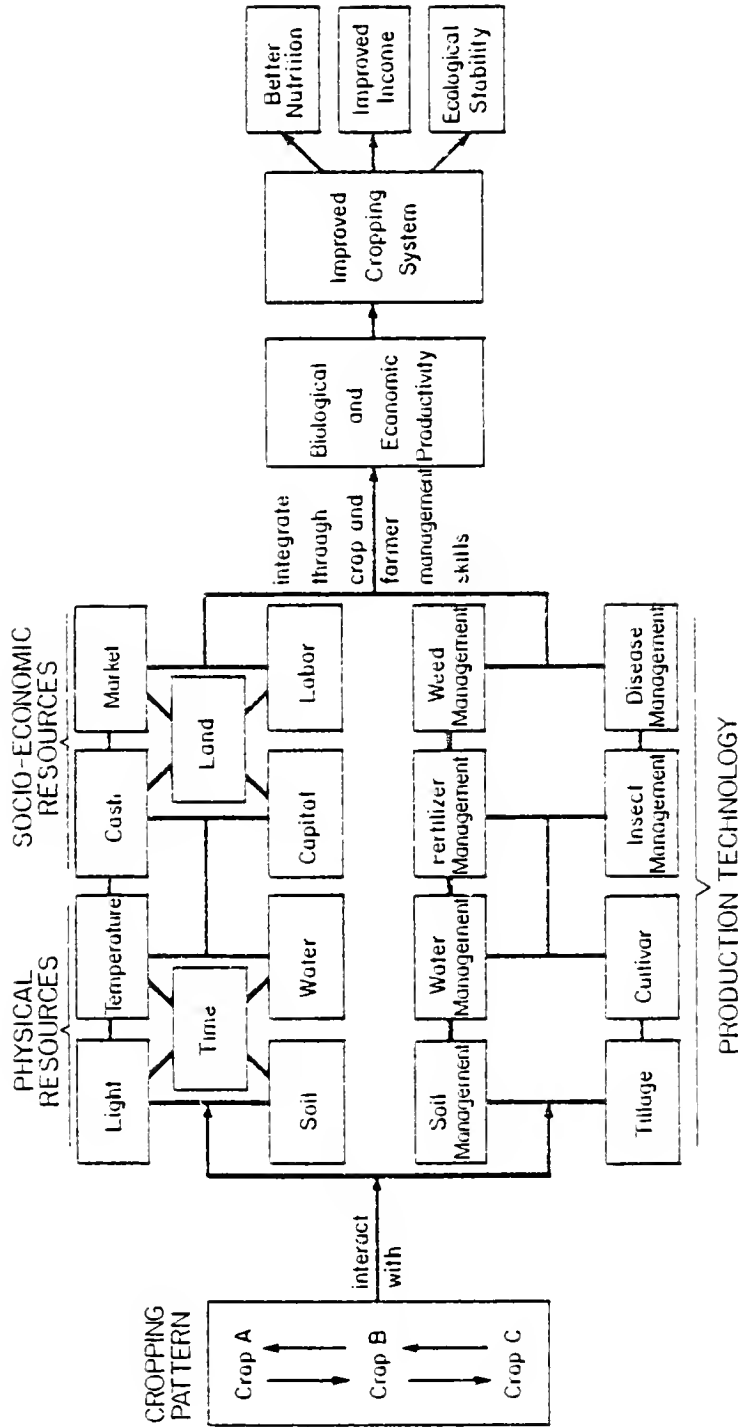 CROPPING
PATTERN
Crop A
Crop B
Crop C
interact
with
PHYSICAL
RESOURCES
Light
Temperature
Time
Soil
Water
SOCIO-ECONOMIC
RESOURCES
Cash
Market
Land
Capital
Labor
Soil
Management
Water
Management
Fertilizer
Management
Weed
Management
Tillage
Cultivar
Insect
Management
Disease
Management
PRODUCTION TECHNOLOGY
integrate
through
crop and
former
management
skills
Biological
and
Economic
Productivity
Improved
Cropping
System
Better
Nutrition
Improved
Income
Ecological
Stability